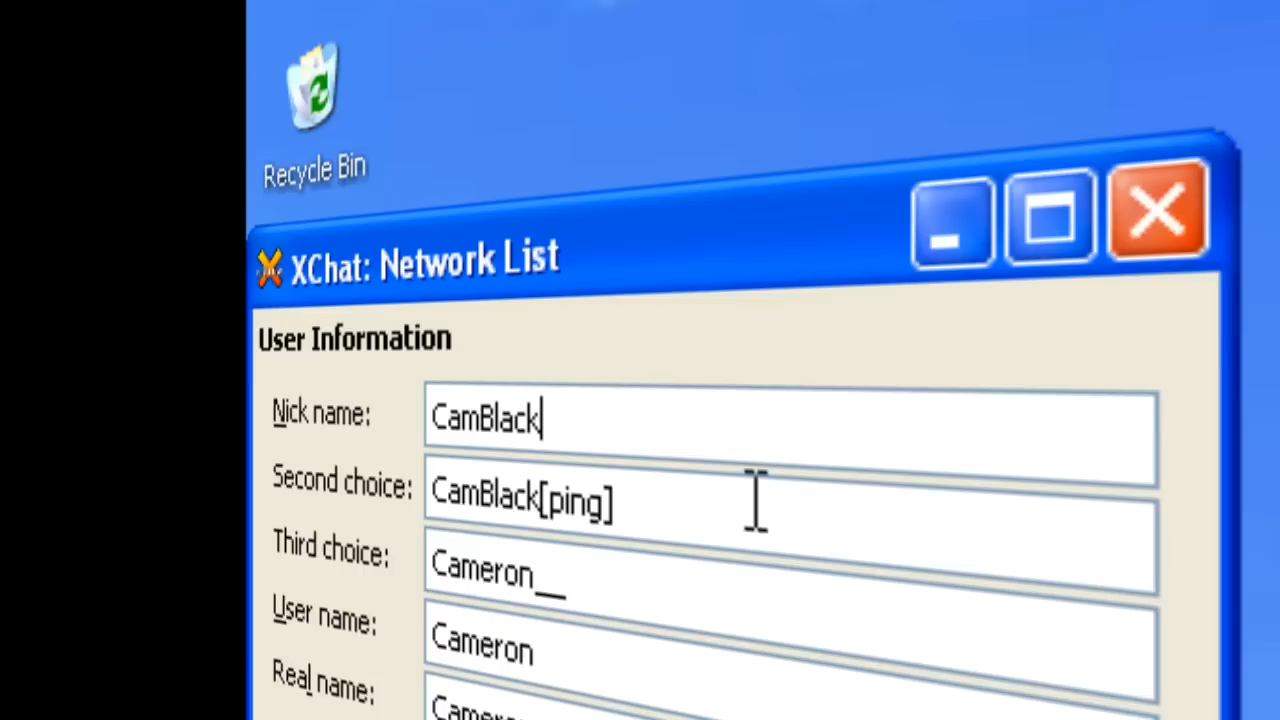 Recycle Bin
XChat: Network List
User Information
Nick name: CamBlack
Second choice: CamBlack[ping]
Third choice: Cameron__
User name: Cameron
Real name: